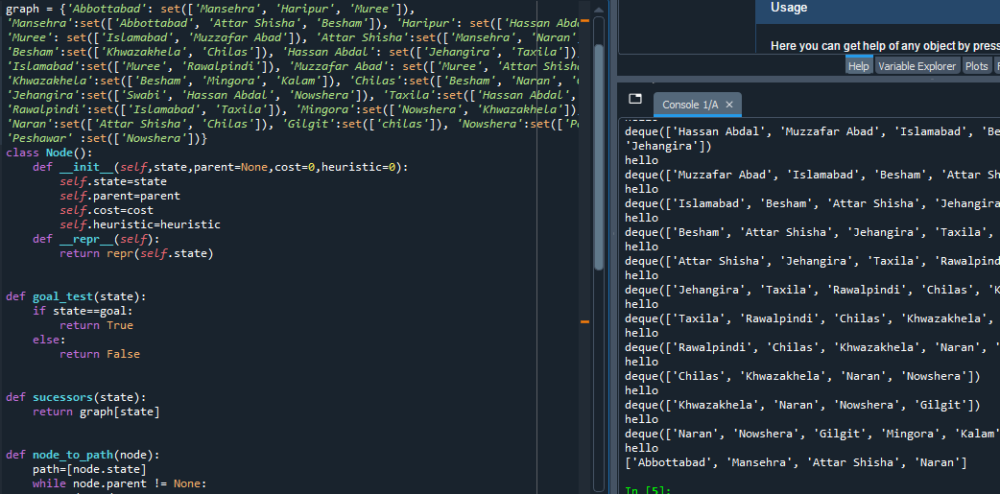 graph = {'Abbottabad': set(['Mansehra', 'Haripur', 'Muree']),
'Mansehra':set(['Abbottabad', 'Attar Shisha', 'Besham']), 'Haripur': set(['Hassan
'Muree': set(['Islamabad', 'Muzzafar Abad']), 'Attar Shisha':set(['Mansehra', 'Naran'
'Besham':set(['Khwazakhela', 'Chilas']), 'Hassan Abdal': set(['Jehangira', 'Taxila'])
'Islamabad':set(['Muree', 'Rawalpindi']), 'Muzzafar Abad': set(['Muree', 'Attar
'Khwazakhela':set(['Besham', 'Mingora', 'Kalam']), 'Chilas':set(['Besham', 'Naran',
'Jehangira':set(['Swabi', 'Hassan Abdal', 'Nowshera']), 'Taxila':set(['Hassan Abdal',
'Rawalpindi':set(['Islamabad', 'Taxila']), 'Mingora':set(['Nowshera', 'Khwazakhela'])
'Naran':set(['Attar Shisha', 'Chilas']), 'Gilgit':set(['chilas']), 'Nowshera':set(['
'Peshawar' :set(['Nowshera'])}
class Node():
def __init__(self,state,parent=None,cost=0,heuristic=0):
self.state=state
self.parent=parent
self.cost=cost
self.heuristic=heuristic
def __repr__(self):
return repr(self.state)
def goal_test(state):
if state==goal:
return True
else:
return False
def sucessors(state):
return graph[state]
def node_to_path(node):
path=[node.state]
while node.parent != None:
Usage
Here you can get help of any object by
Help
Variable Explorer
Plots
Console 1/A ×
deque(['Hassan Abdal', 'Muzzafar Abad', 'Islamabad',
'Jehangira'])
hello
deque(['Muzzafar Abad', 'Islamabad', 'Besham', 'Attar
hello
deque(['Islamabad', 'Besham', 'Attar Shisha', 'Jehangira
hello
deque(['Besham', 'Attar Shisha', 'Jehangira', 'Taxila',
hello
deque(['Attar Shisha', 'Jehangira', 'Taxila',
hello
deque(['Jehangira', 'Taxila', 'Rawalpindi', 'Chilas',
hello
deque(['Taxila', 'Rawalpindi', 'Chilas', 'Khwazakhela',
hello
deque(['Rawalpindi', 'Chilas', 'Khwazakhela', 'Naran', '
hello
deque(['Chilas', 'Khwazakhela', 'Naran', 'Nowshera'])
hello
deque(['Khwazakhela', 'Naran', 'Nowshera', 'Gilgit'])
hello
deque(['Naran', 'Nowshera', 'Gilgit', 'Mingora', 'Kalam'
hello
['Abbottabad', 'Mansehra', 'Attar Shisha', 'Naran']
In [5]: